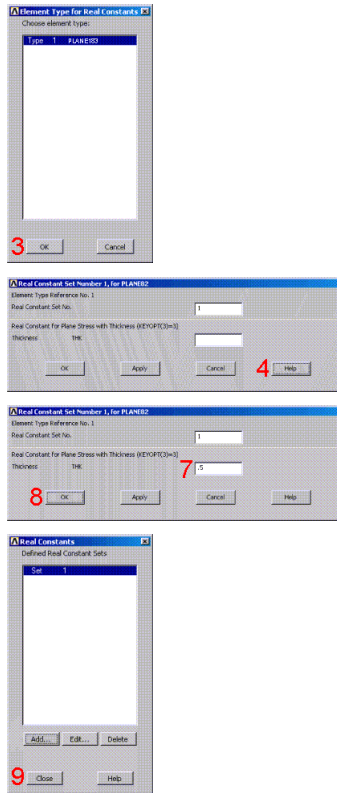 Element Type for Real Constants
Choose element type:
Type 1 PLANE183
3 OK Cancel
Real Constant Set Number 1, for PLANE82
Element Type Reference No. 1
Real Constant Set No. 1
Real Constant for Plane Stress with Thickness (KEYOPT(3)=3)
Thickness THK
OK Apply Cancel 4 Help
Real Constant Set Number 1, for PLANE82
Element Type Reference No. 1
Real Constant Set No. 1
Real Constant for Plane Stress with Thickness (KEYOPT(3)=3)
Thickness THK 7 .5
8 OK Apply Cancel Help
Real Constants
Defined Real Constant Sets
Set 1
Add... Edit... Delete
9 Close Help